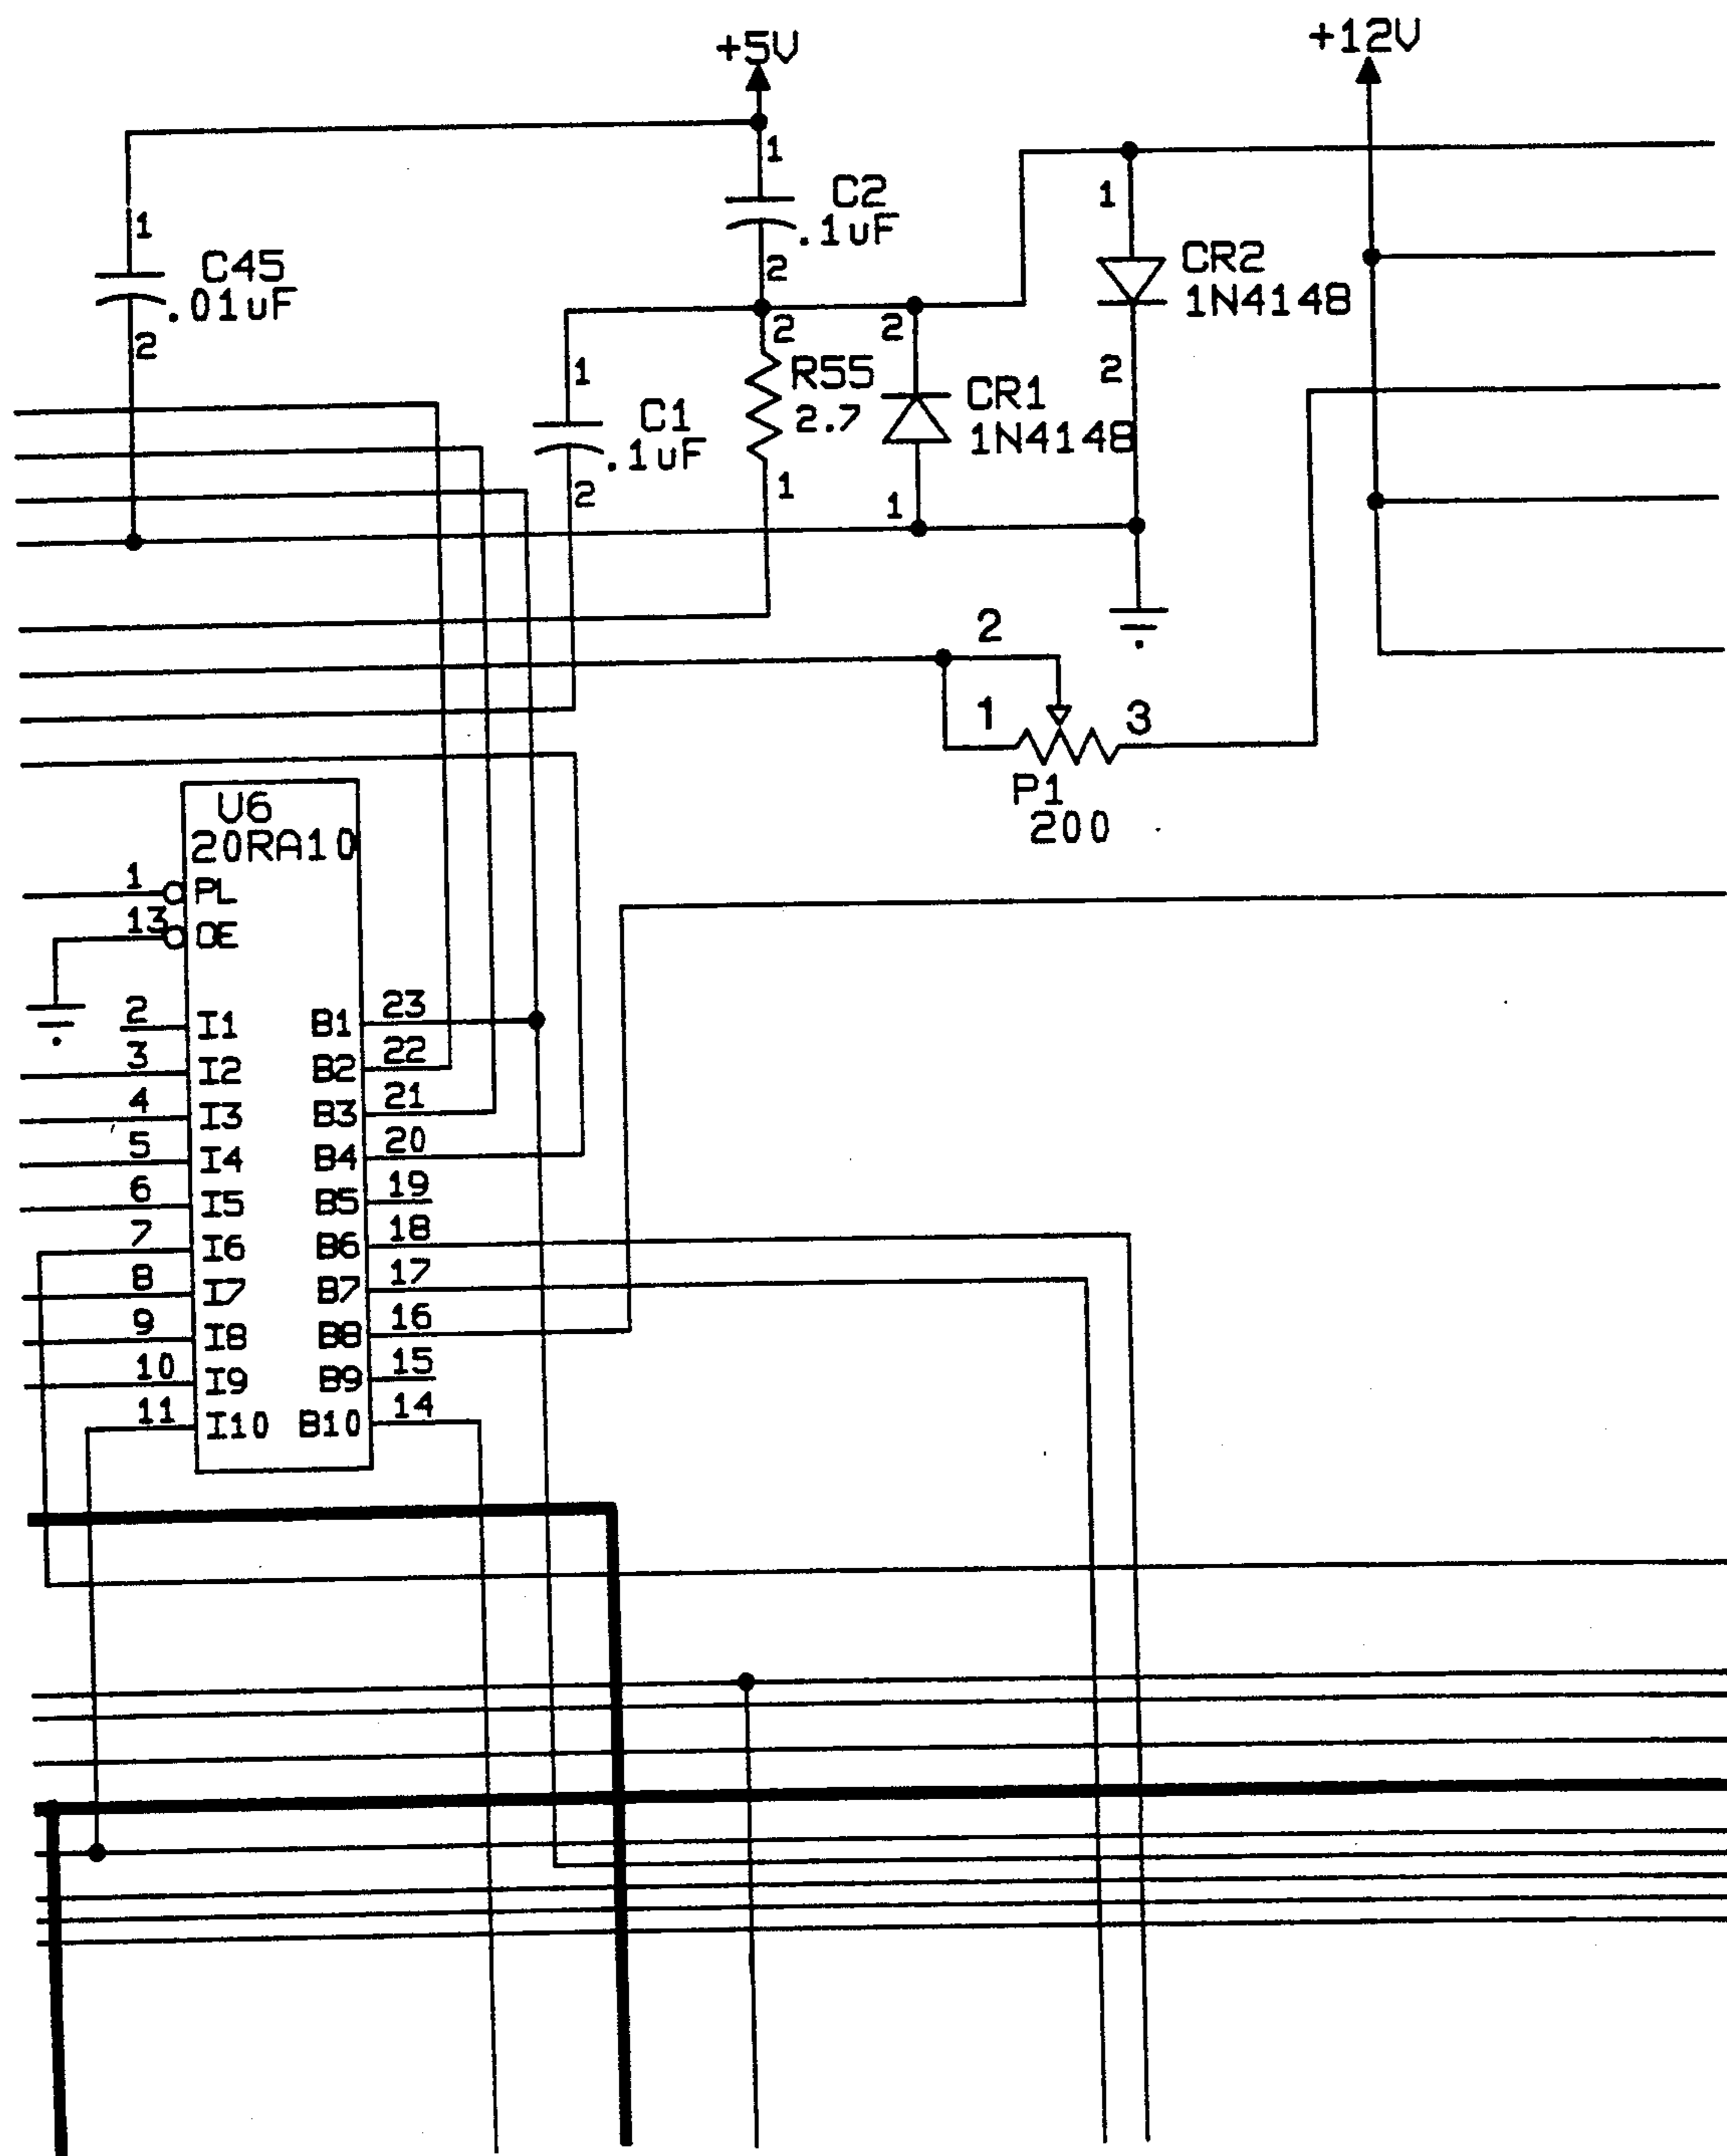 +5V
+12V
1
C2
.1uF
2
1
C45
.01uF
2
1
CR2
1N4148
2
1
C1
.1uF
2
2
R55
2.7
1
2
CR1
1N4148
1
2
1
3
P1
200
U6
20RA10
1
PL
13
OE
2
I1
B1
23
3
I2
B2
22
4
I3
B3
21
5
I4
B4
20
6
I5
B5
19
7
I6
B6
18
8
I7
B7
17
9
I8
B8
16
10
I9
B9
15
11
I10
B10
14